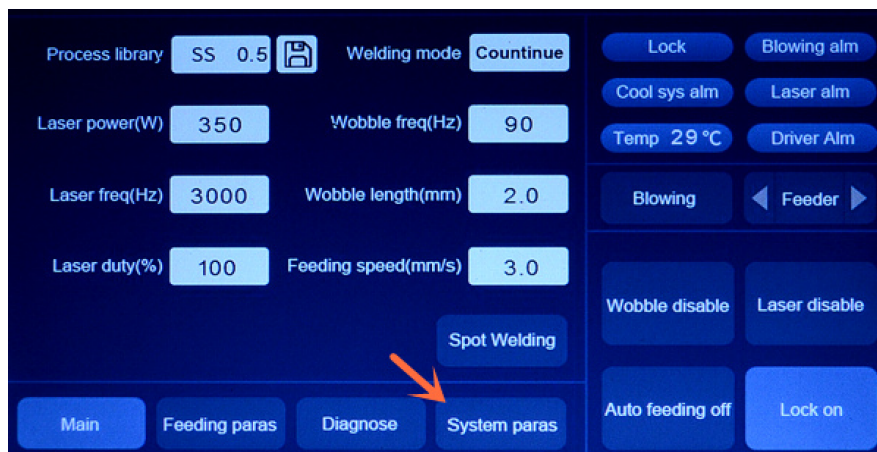 Process library SS 0.5 Welding mode Countinue
Laser power(W) 350 Wobble freq(Hz) 90
Laser freq(Hz) 3000 Wobble length(mm) 2.0
Laser duty(%) 100 Feeding speed(mm/s) 3.0
Spot Welding
Main Feeding paras Diagnose System paras
Lock Blowing alm
Cool sys alm Laser alm
Temp 29℃ Driver Alm
Blowing Feeder
Wobble disable Laser disable
Auto feeding off Lock on